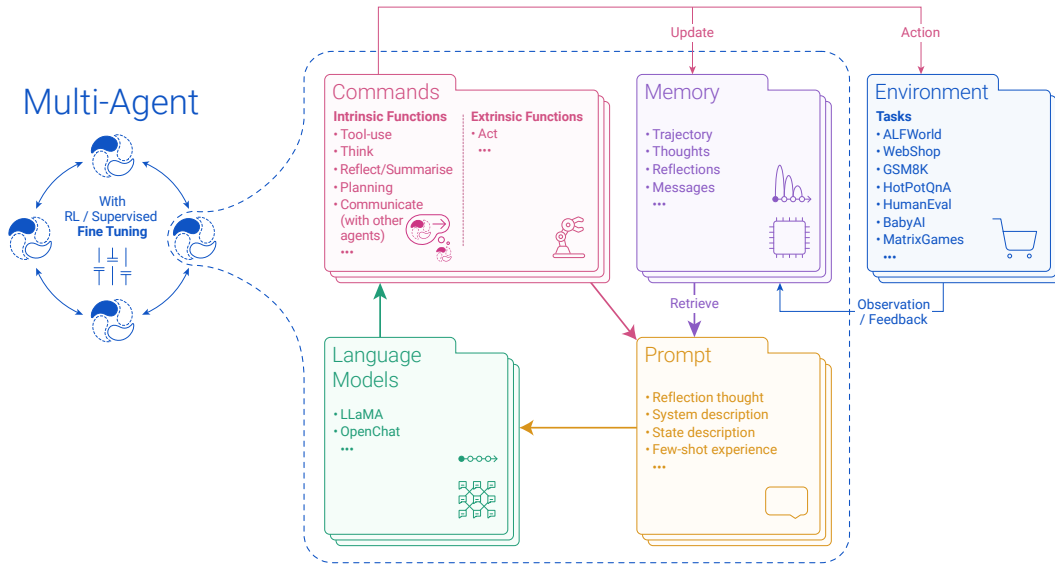 Update
Action
Multi-Agent
With
RL / Supervised
Fine Tuning
Commands
Intrinsic Functions
• Tool-use
• Think
• Reflect/Summarise
• Planning
• Communicate
(with other
agents)
•••
Extrinsic Functions
• Act
•••
Memory
• Trajectory
• Thoughts
• Reflections
• Messages
•••
Environment
Tasks
• ALFWorld
• WebShop
• GSM8K
• HotPotQnA
• HumanEval
• BabyAI
• MatrixGames
•••
Retrieve
Observation
/ Feedback
Language
Models
• LLaMA
• OpenChat
•••
Prompt
• Reflection thought
• System description
• State description
• Few-shot experience
•••